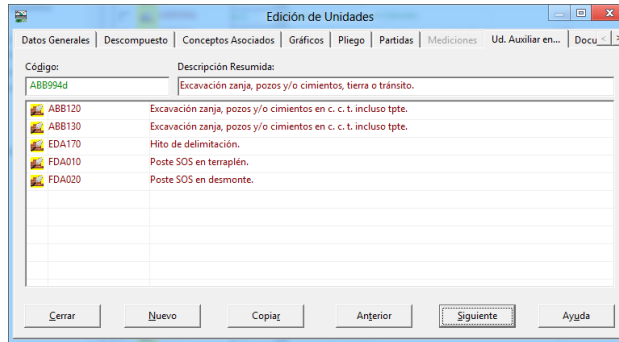 Edición de Unidades
Datos Generales Descompuesto Conceptos Asociados Gráficos Pliego Partidas Mediciones Ud. Auxiliar en... Docu
Código: Descripción Resumida:
ABB994d Excavación zanja, pozos y/o cimientos, tierra o tránsito.
ABB120 Excavación zanja, pozos y/o cimientos en c. c. t. incluso tpte.
ABB130 Excavación zanja, pozos y/o cimientos en c. c. t. incluso tpte.
EDA170 Hito de delimitación.
FDA010 Poste SOS en terraplén.
FDA020 Poste SOS en desmonte.
Cerrar Nuevo Copiar Anterior Siguiente Ayuda